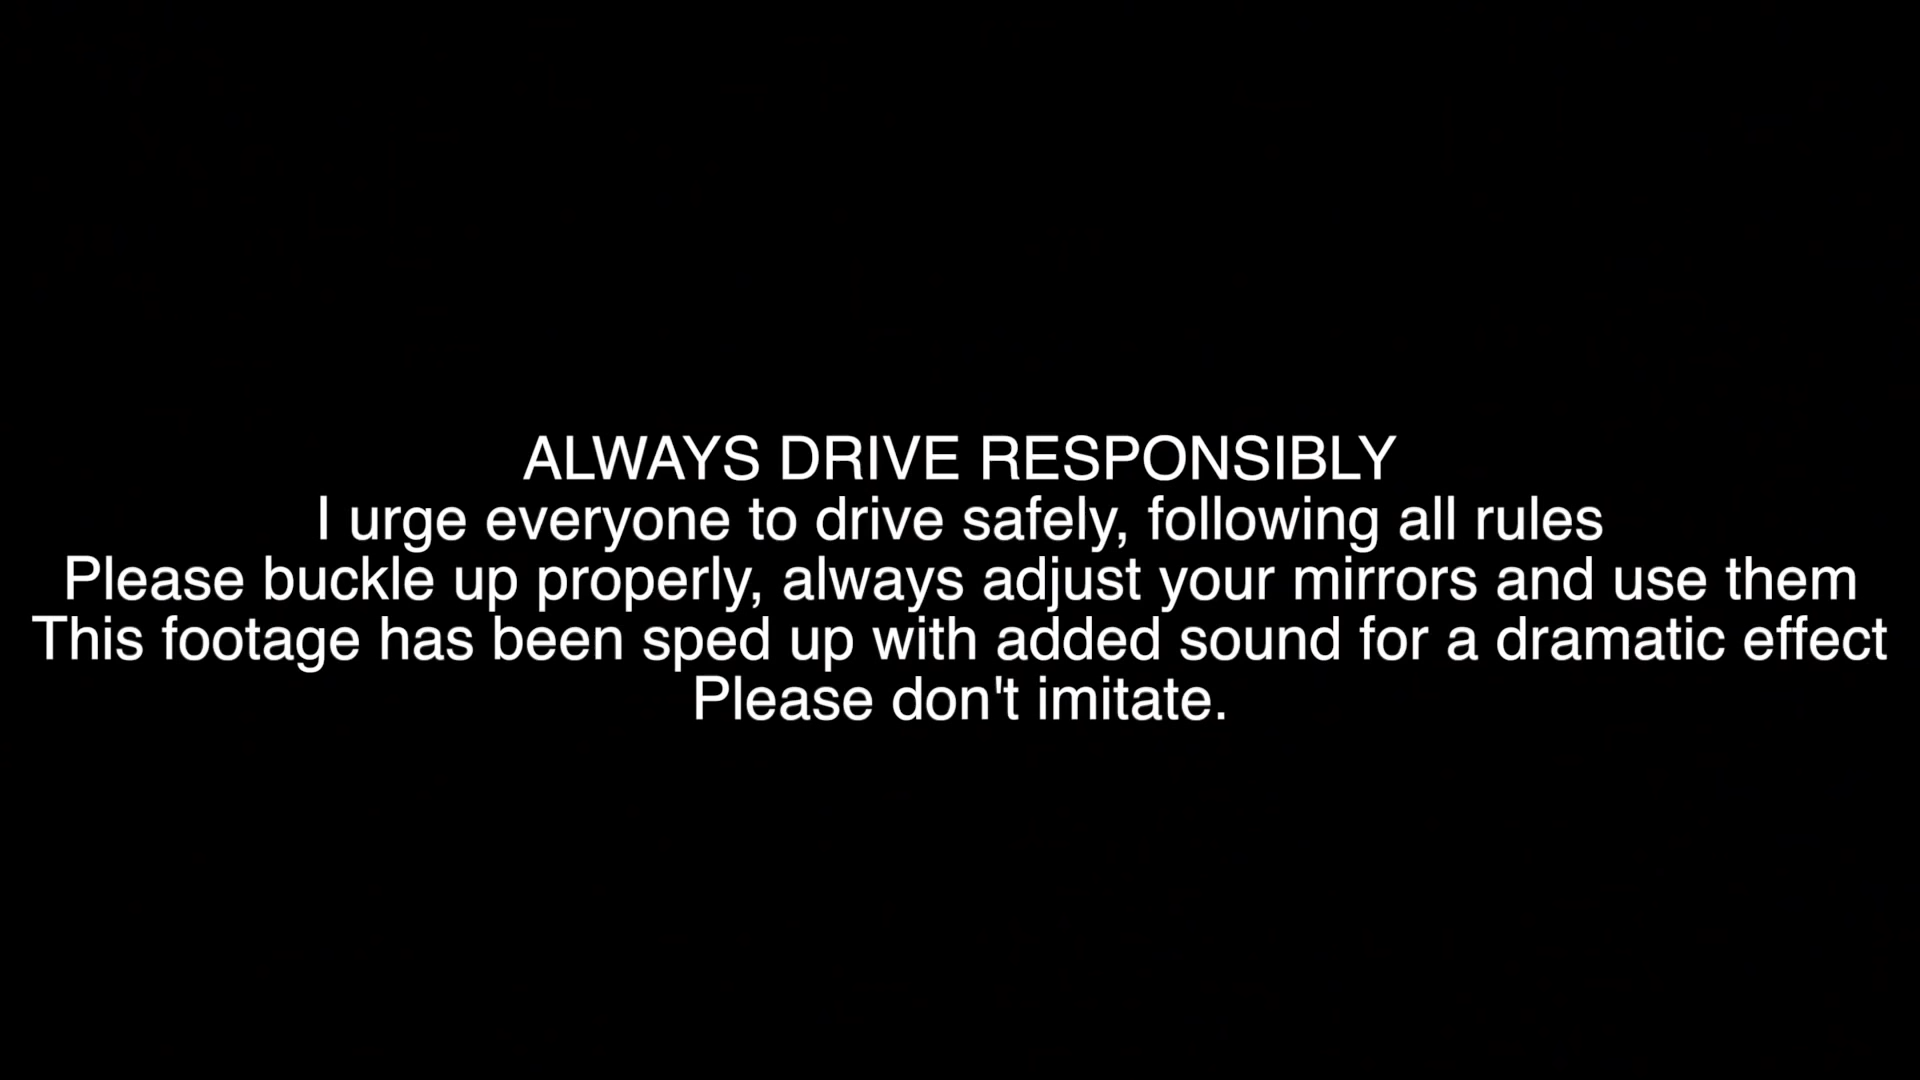 ALWAYS DRIVE RESPONSIBLY
I urge everyone to drive safely, following all rules
Please buckle up properly, always adjust your mirrors and use them
This footage has been sped up with added sound for a dramatic effect
Please don't imitate.